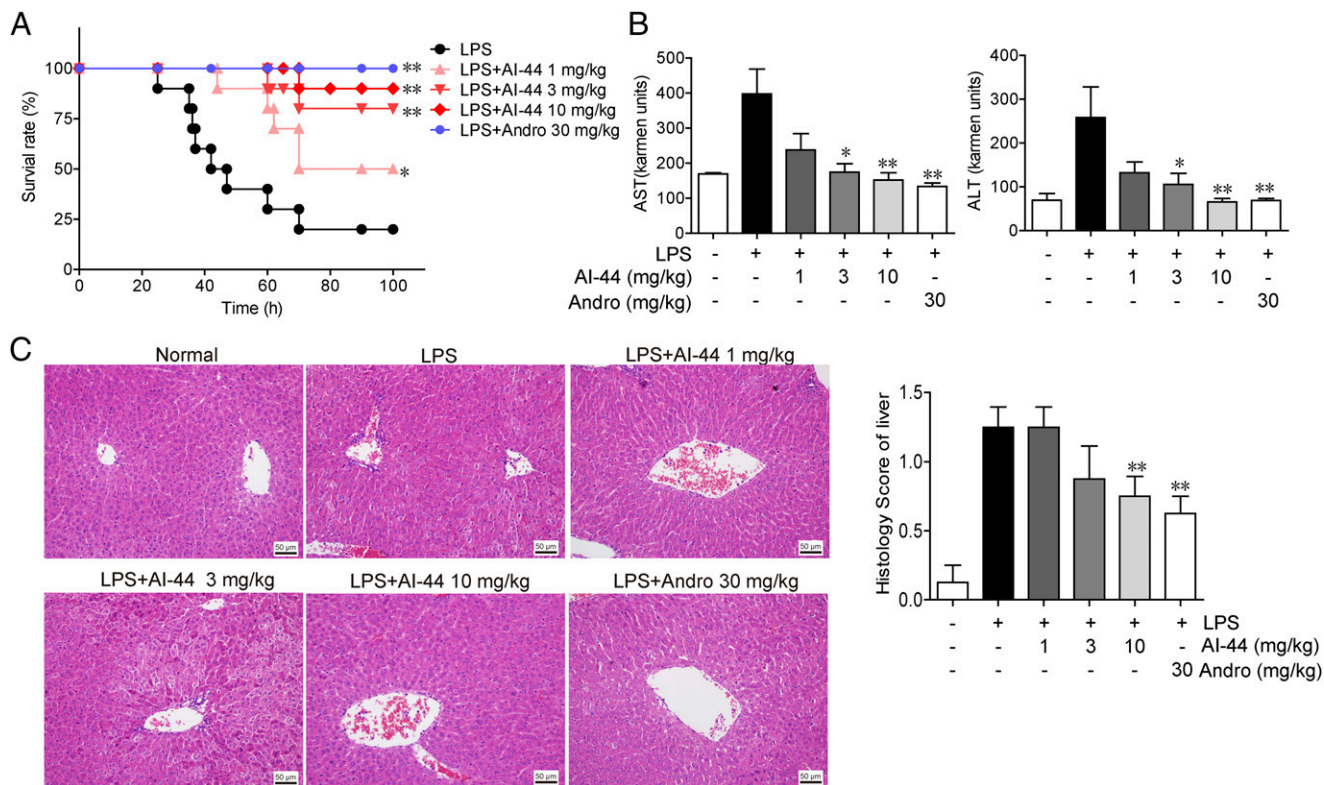 A
LPS
LPS+AI-44 1 mg/kg
LPS+AI-44 3 mg/kg
LPS+AI-44 10 mg/kg
LPS+Andro 30 mg/kg
Survial rate (%)
100
75
50
25
0
** ** ** *
0 20 40 60 80 100
Time (h)
B
AST(karmen units)
500
400
300
200
100
0
* ** **
- + + + + + LPS
- - 1 3 10 - AI-44 (mg/kg)
- - - - - 30 Andro (mg/kg)
ALT (karmen units)
400
300
200
100
0
* ** **
- + + + + +
- - 1 3 10 -
- - - - - 30
C
Normal
LPS
LPS+AI-44 1 mg/kg
50 μm
50 μm
50 μm
LPS+AI-44 3 mg/kg
LPS+AI-44 10 mg/kg
LPS+Andro 30 mg/kg
50 μm
50 μm
50 μm
Histology Score of liver
1.5
1.0
0.5
0.0
** **
- + + + + + LPS
- - 1 3 10 - AI-44 (mg/kg)
- - - - - 30 Andro (mg/kg)